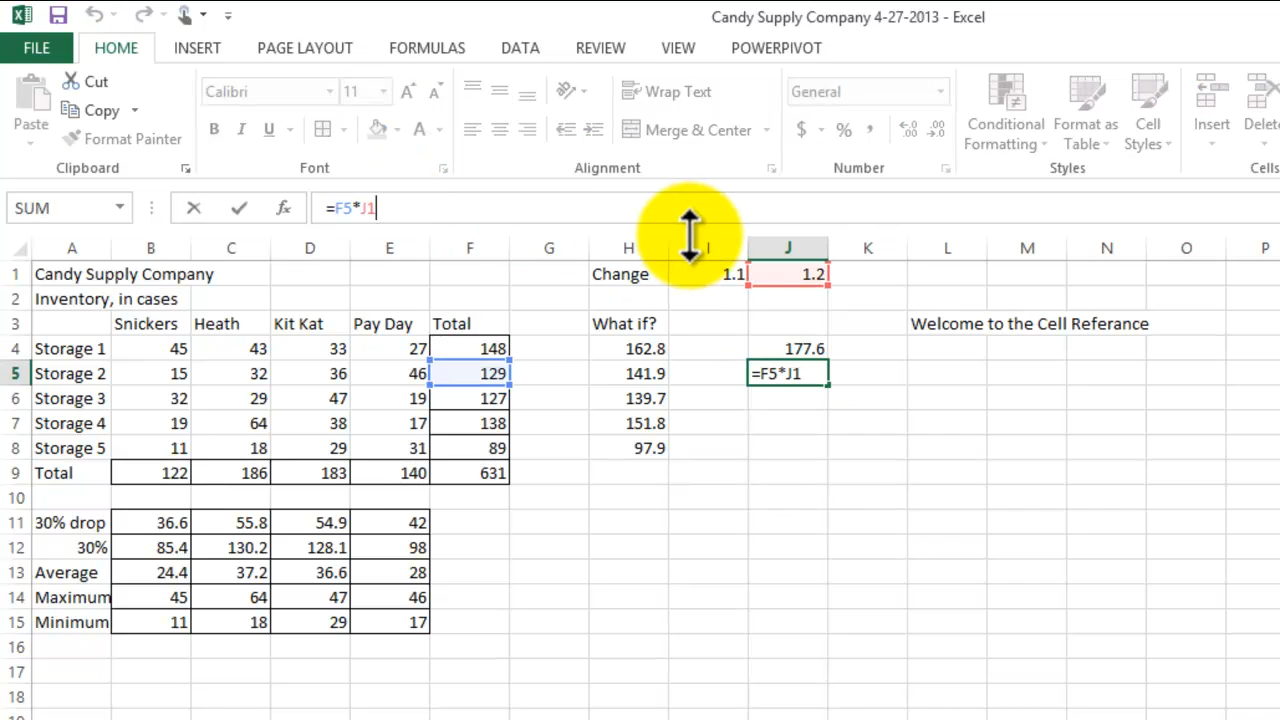 Candy Supply Company 4-27-2013 - Excel
FILE HOME INSERT PAGE LAYOUT FORMULAS DATA REVIEW VIEW POWERPIVOT
Paste Cut Copy Format Painter
Calibri 11
B I U A
Wrap Text
Merge & Center
General
$ % ,
Conditional Formatting Format as Table Cell Styles Insert Delet
Clipboard Font Alignment Number Styles Cells
SUM fx =F5*J1
A B C D E F G H I J K L M N O P
1 Candy Supply Company Change 1.1 1.2
2 Inventory, in cases
3 Snickers Heath Kit Kat Pay Day Total What if? Welcome to the Cell Referance
4 Storage 1 45 43 33 27 148 162.8 177.6
5 Storage 2 15 32 36 46 129 141.9 =F5*J1
6 Storage 3 32 29 47 19 127 139.7
7 Storage 4 19 64 38 17 138 151.8
8 Storage 5 11 18 29 31 89 97.9
9 Total 122 186 183 140 631
10
11 30% drop 36.6 55.8 54.9 42
12 30% 85.4 130.2 128.1 98
13 Average 24.4 37.2 36.6 28
14 Maximum 45 64 47 46
15 Minimum 11 18 29 17
16
17
18